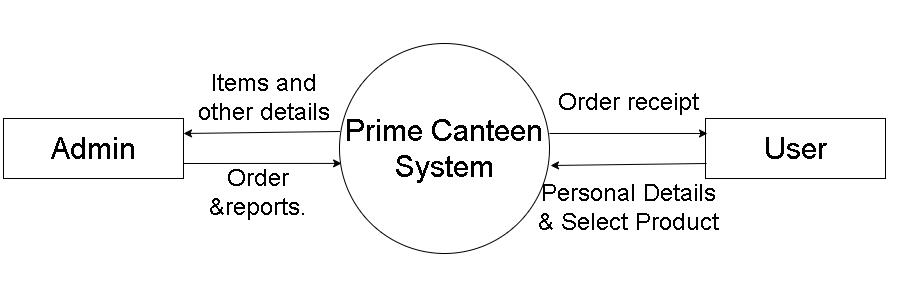 Items and
other details
Order receipt
Admin
Prime Canteen
System
User
Order
&reports.
Personal Details
& Select Product